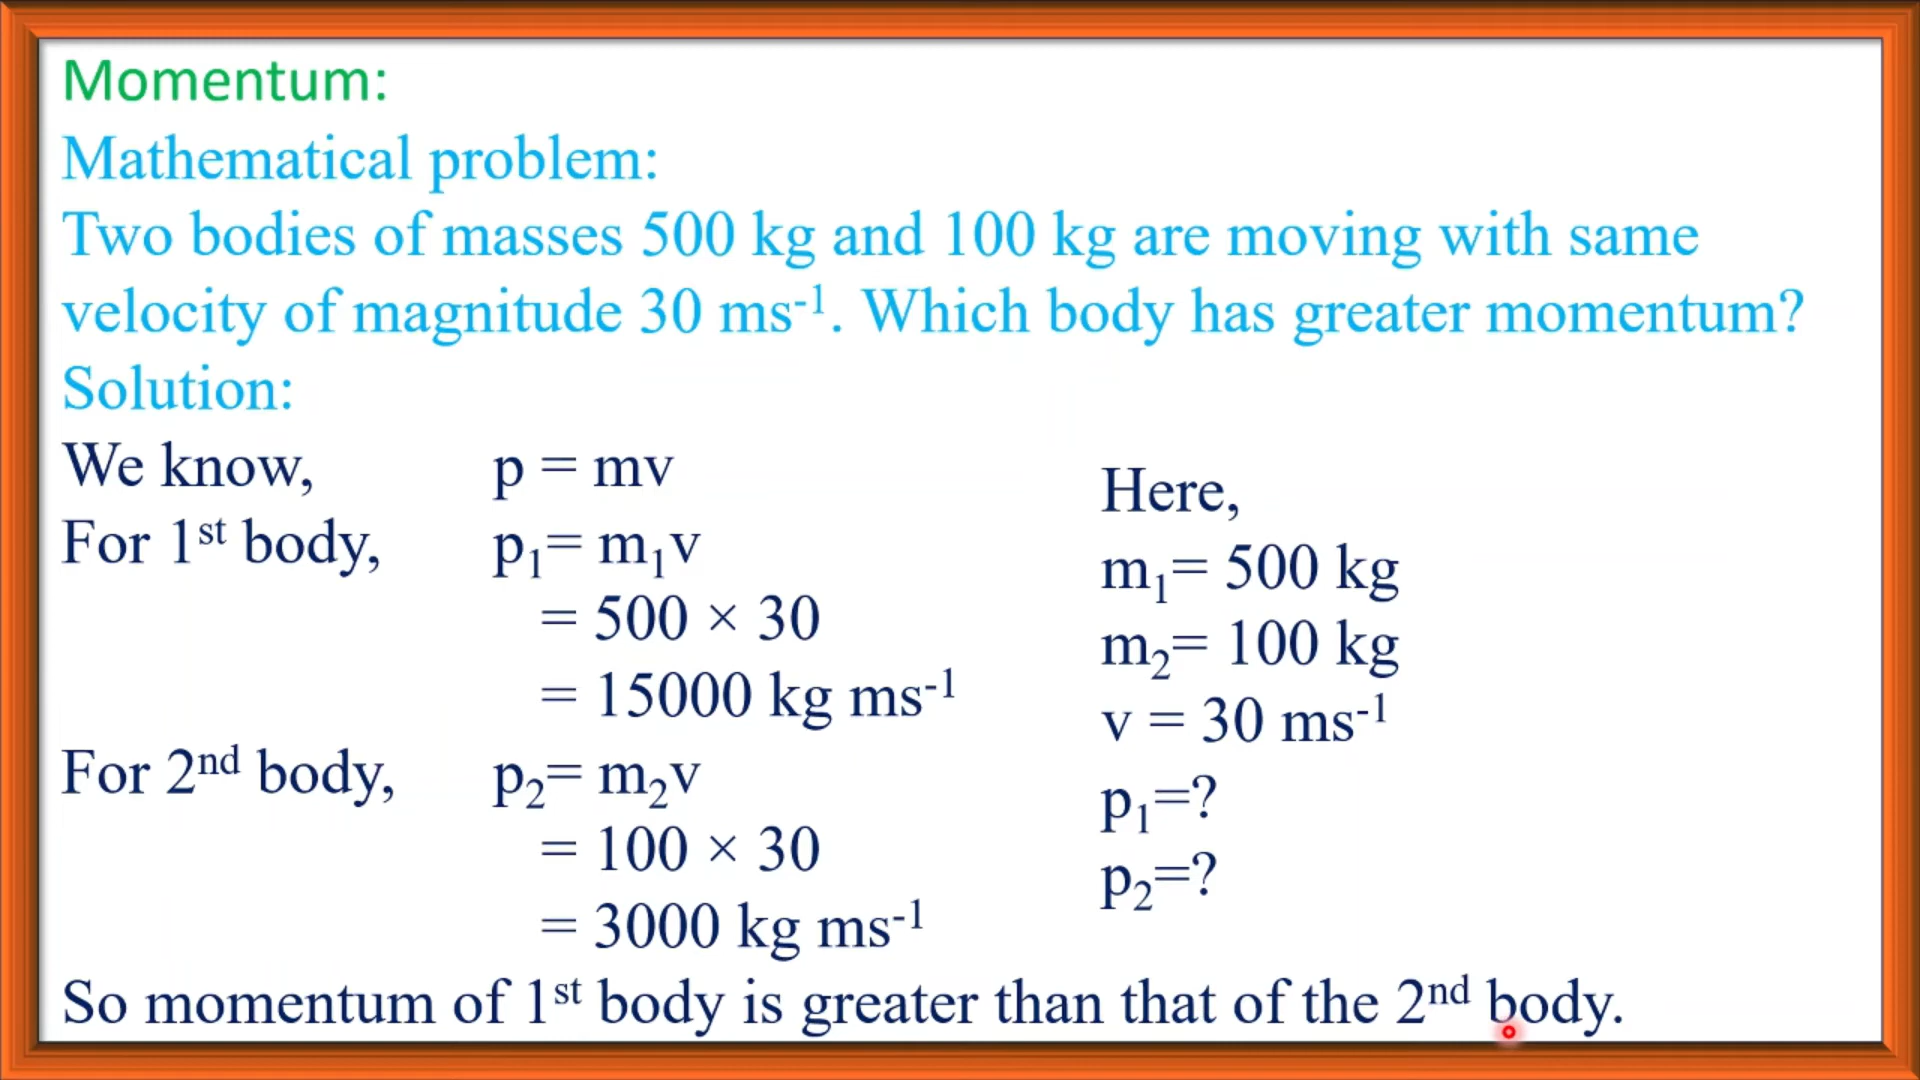 Momentum:
Mathematical problem:
Two bodies of masses 500 kg and 100 kg are moving with same
velocity of magnitude 30 ms⁻¹. Which body has greater momentum?
Solution:
We know, p = mv
For 1ˢᵗ body, p₁= m₁v
= 500 × 30
= 15000 kg ms⁻¹
For 2ⁿᵈ body, p₂= m₂v
= 100 × 30
= 3000 kg ms⁻¹
Here,
m₁= 500 kg
m₂= 100 kg
v = 30 ms⁻¹
p₁=?
p₂=?
So momentum of 1ˢᵗ body is greater than that of the 2ⁿᵈ body.